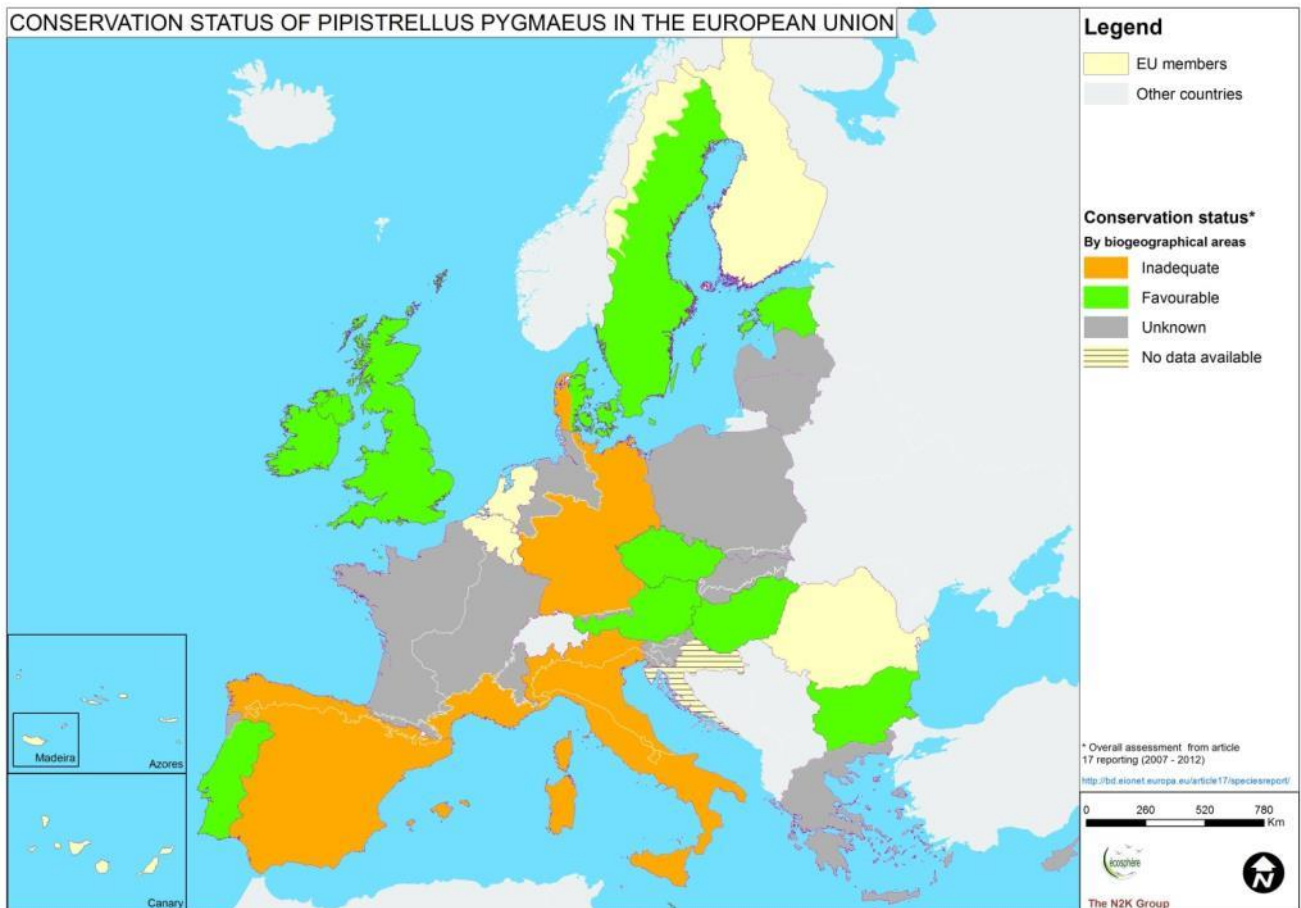 CONSERVATION STATUS OF PIPISTRELLUS PYGMAEUS IN THE EUROPEAN UNION
Legend
EU members
Other countries
Conservation status*
By biogeographical areas
Inadequate
Favourable
Unknown
No data available
Madeira
Azores
Canary
* Overall assessment from article
17 reporting (2007 - 2012)
http://bd.eionet.europa.eu/article17/speciesreport/
0 260 520 780
Km
écosphère
N
The N2K Group